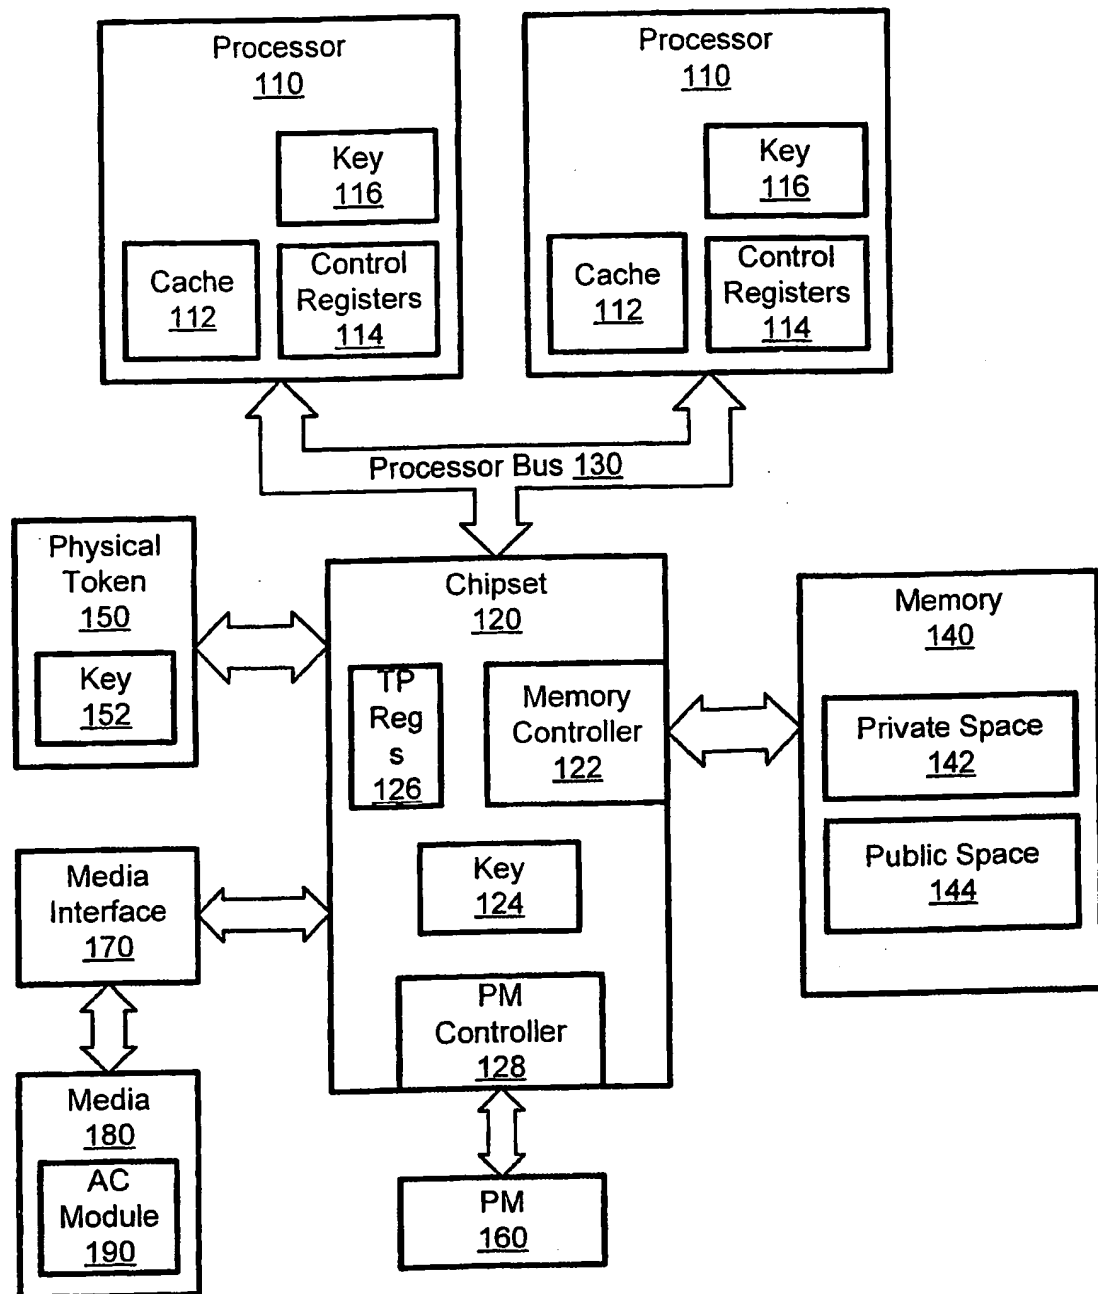 Processor
110
Key
116
Cache
112
Control
Registers
114
Processor
110
Key
116
Cache
112
Control
Registers
114
Processor Bus 130
Physical
Token
150
Key
152
Chipset
120
TP
Reg
s
126
Memory
Controller
122
Key
124
PM
Controller
128
Memory
140
Private Space
142
Public Space
144
Media
Interface
170
Media
180
AC
Module
190
PM
160